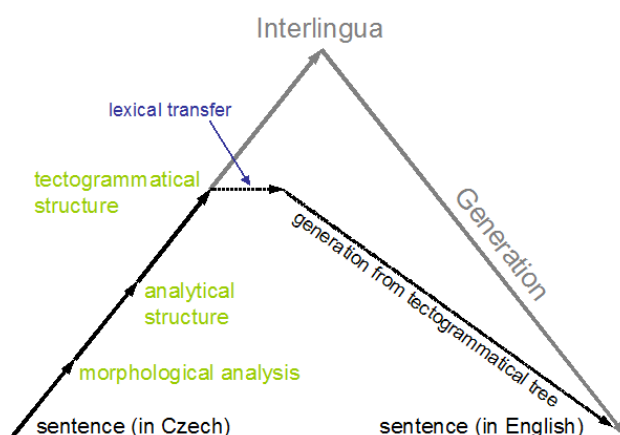 Interlingua
lexical transfer
tectogrammatical
structure
Generation
generation from tectogrammatical tree
analytical
structure
morphological analysis
sentence (in Czech)
sentence (in English)